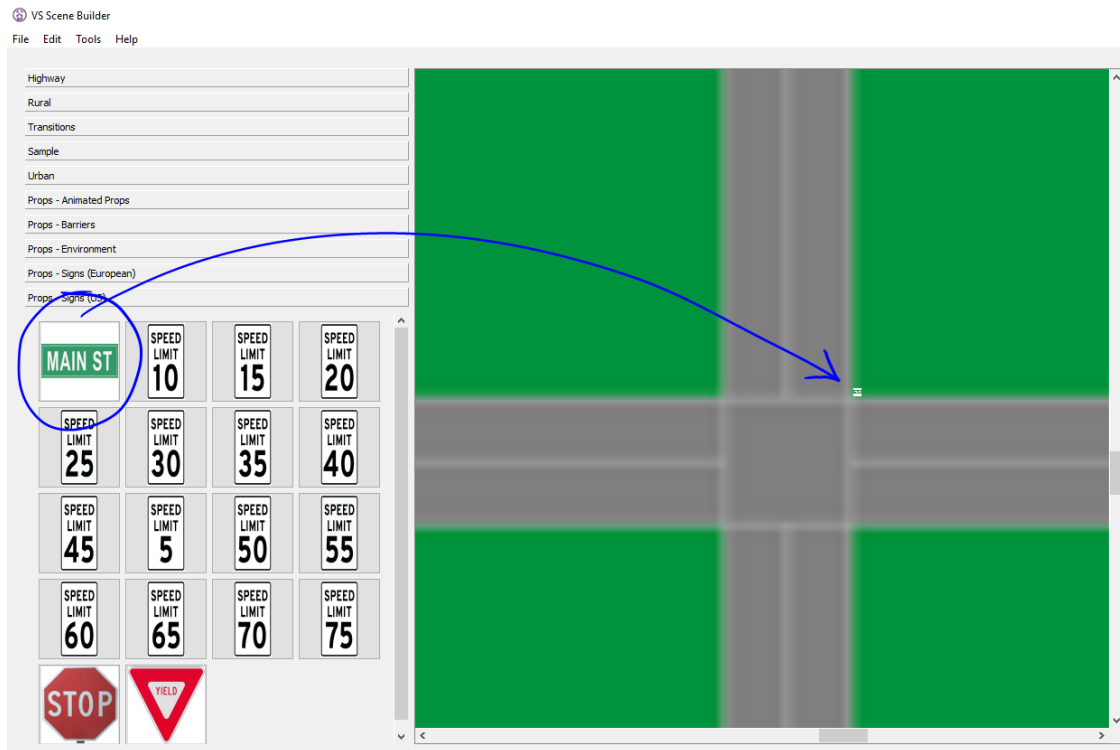 VS Scene Builder
File Edit Tools Help
Highway
Rural
Transitions
Sample
Urban
Props - Animated Props
Props - Barriers
Props - Environment
Props - Signs (European)
Props - Signs (US)
MAIN ST
SPEED
LIMIT
10
SPEED
LIMIT
15
SPEED
LIMIT
20
SPEED
LIMIT
25
SPEED
LIMIT
30
SPEED
LIMIT
35
SPEED
LIMIT
40
SPEED
LIMIT
45
SPEED
LIMIT
5
SPEED
LIMIT
50
SPEED
LIMIT
55
SPEED
LIMIT
60
SPEED
LIMIT
65
SPEED
LIMIT
70
SPEED
LIMIT
75
STOP
YIELD